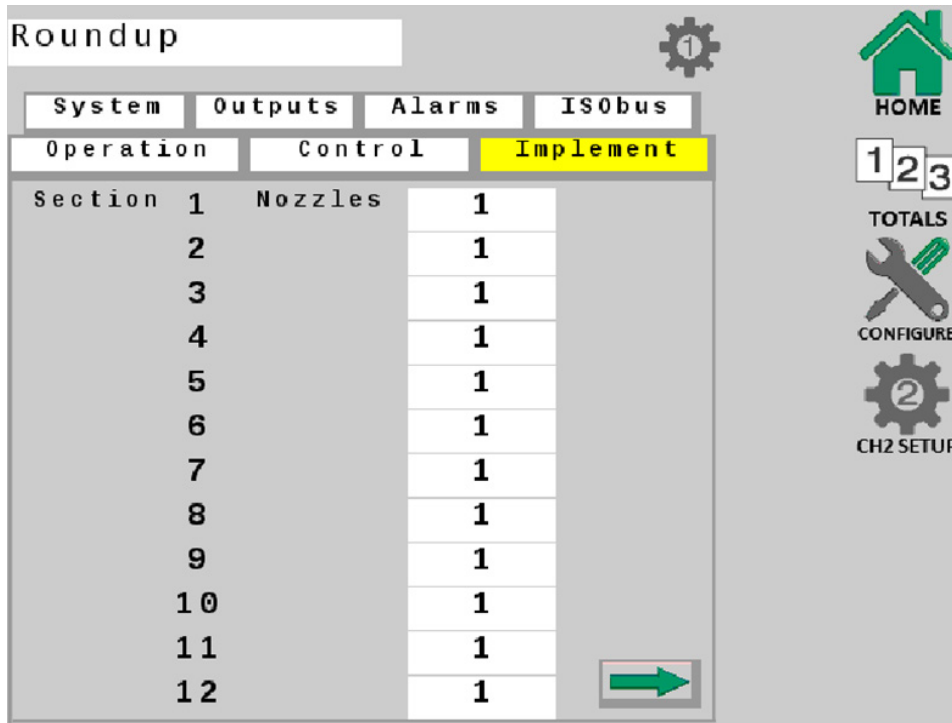 Roundup
1
System Outputs Alarms ISObus
Operation Control Implement
Section 1 Nozzles 1
2 1
3 1
4 1
5 1
6 1
7 1
8 1
9 1
10 1
11 1
12 1
HOME
1 2 3
TOTALS
CONFIGURE
2
CH2 SETUP